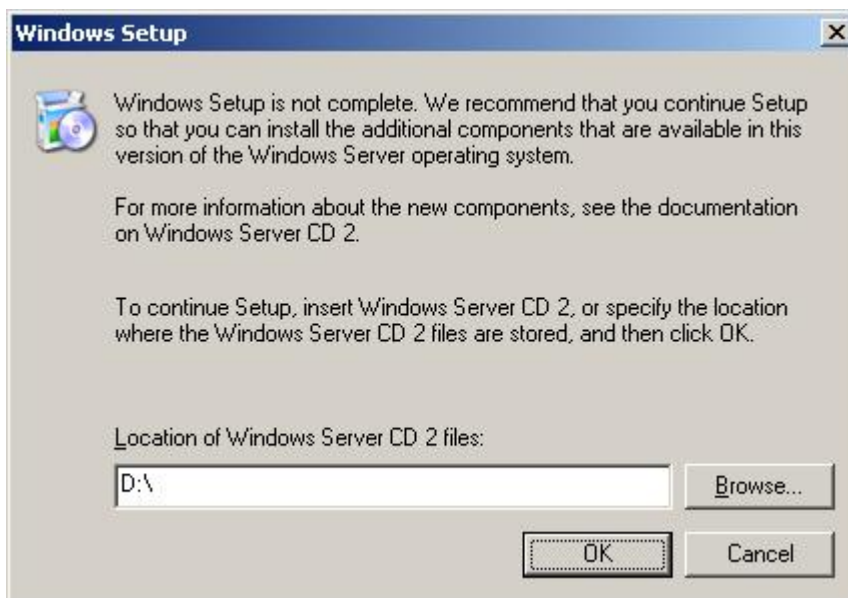 Windows Setup
Windows Setup is not complete. We recommend that you continue Setup
so that you can install the additional components that are available in this
version of the Windows Server operating system.
For more information about the new components, see the documentation
on Windows Server CD 2.
To continue Setup, insert Windows Server CD 2, or specify the location
where the Windows Server CD 2 files are stored, and then click OK.
Location of Windows Server CD 2 files:
D:\
Browse...
OK
Cancel